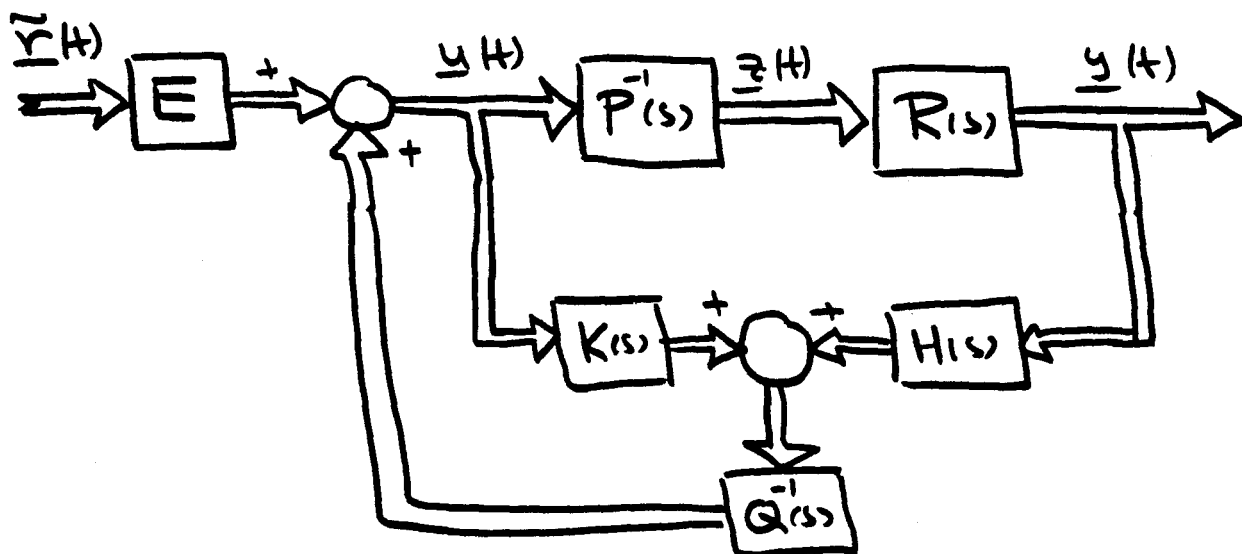 r̃(t)
E
+
u(t)
P⁻¹(s)
z(t)
R(s)
y(t)
+
K(s)
+
+
H(s)
Q⁻¹(s)